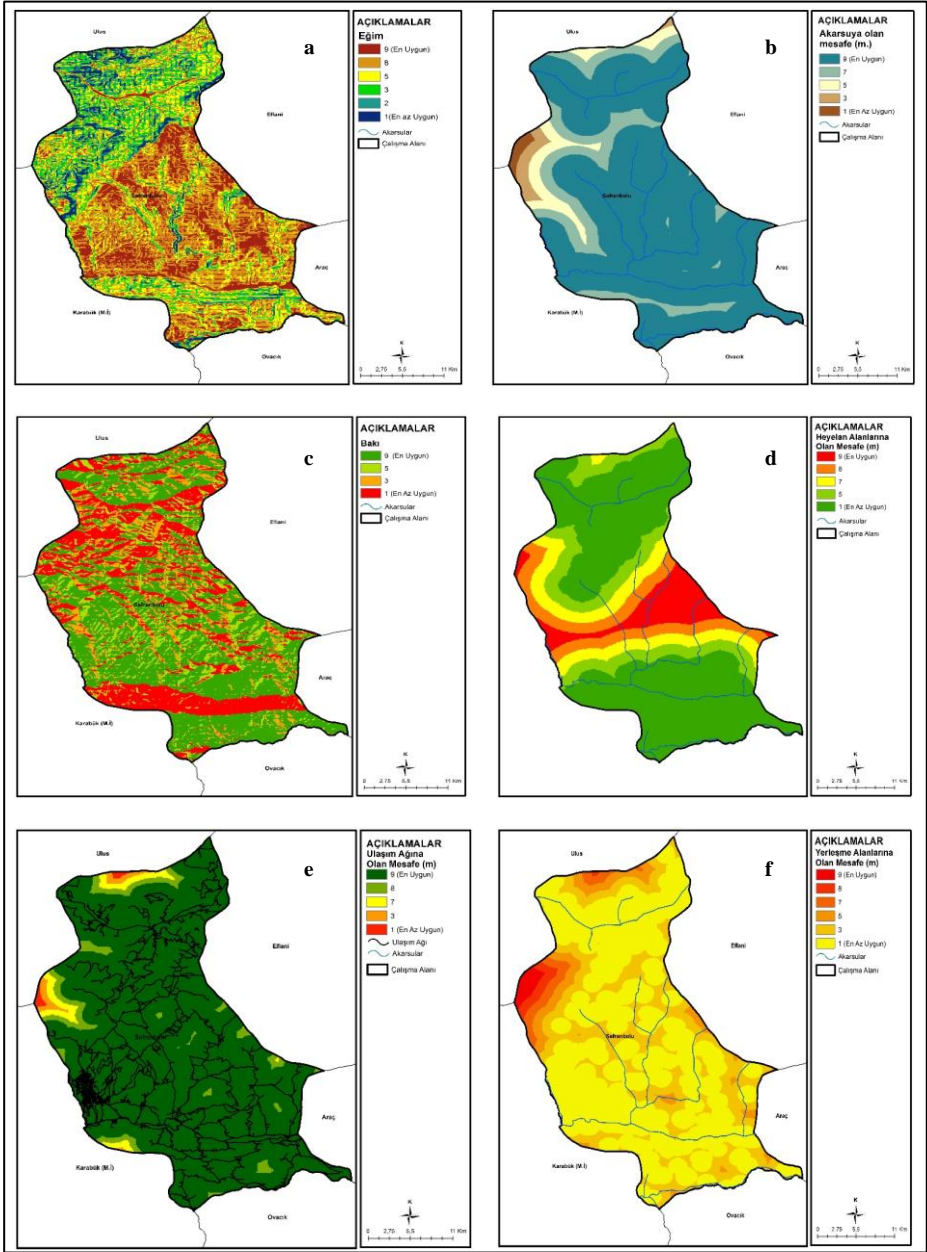 a
AÇIKLAMALAR
Eğim
9 (En Uygun)
8
5
3
2
1(En az Uygun)
Akarsular
Çalışma Alanı
Ulus
Eflani
Safranbolu
Araç
Karabük (M.İ)
Ovacık
K
0 2,75 5,5 11 Km
b
AÇIKLAMALAR
Akarsuya olan
mesafe (m.)
9 (En Uygun)
7
5
3
1 (En Az Uygun)
Akarsular
Çalışma Alanı
Ulus
Eflani
Safranbolu
Araç
Karabük (M.İ)
Ovacık
K
0 2,75 5,5 11 Km
c
AÇIKLAMALAR
Bakı
9 (En Uygun)
5
3
1 (En Az Uygun)
Akarsular
Çalışma Alanı
Ulus
Eflani
Safranbolu
Araç
Karabük (M.İ)
Ovacık
K
0 2,75 5,5 11 Km
d
AÇIKLAMALAR
Heyelan Alanlarına
Olan Mesafe (m)
9 (En Uygun)
8
7
5
1 (En Az Uygun)
Akarsular
Çalışma Alanı
K
0 2,75 5,5 11 Km
e
AÇIKLAMALAR
Ulaşım Ağına
Olan Mesafe (m)
9 (En Uygun)
8
7
3
1 (En Az Uygun)
Ulaşım Ağı
Akarsular
Çalışma Alanı
Ulus
Eflani
Araç
Karabük (M.İ)
Ovacık
K
0 2,75 5,5 11 Km
f
AÇIKLAMALAR
Yerleşme Alanlarına
Olan Mesafe (m)
9 (En Uygun)
8
7
5
3
1 (En Az Uygun)
Akarsular
Çalışma Alanı
Ulus
Eflani
Safranbolu
Araç
Karabük (M.İ)
Ovacık
K
0 2,75 5,5 11 Km